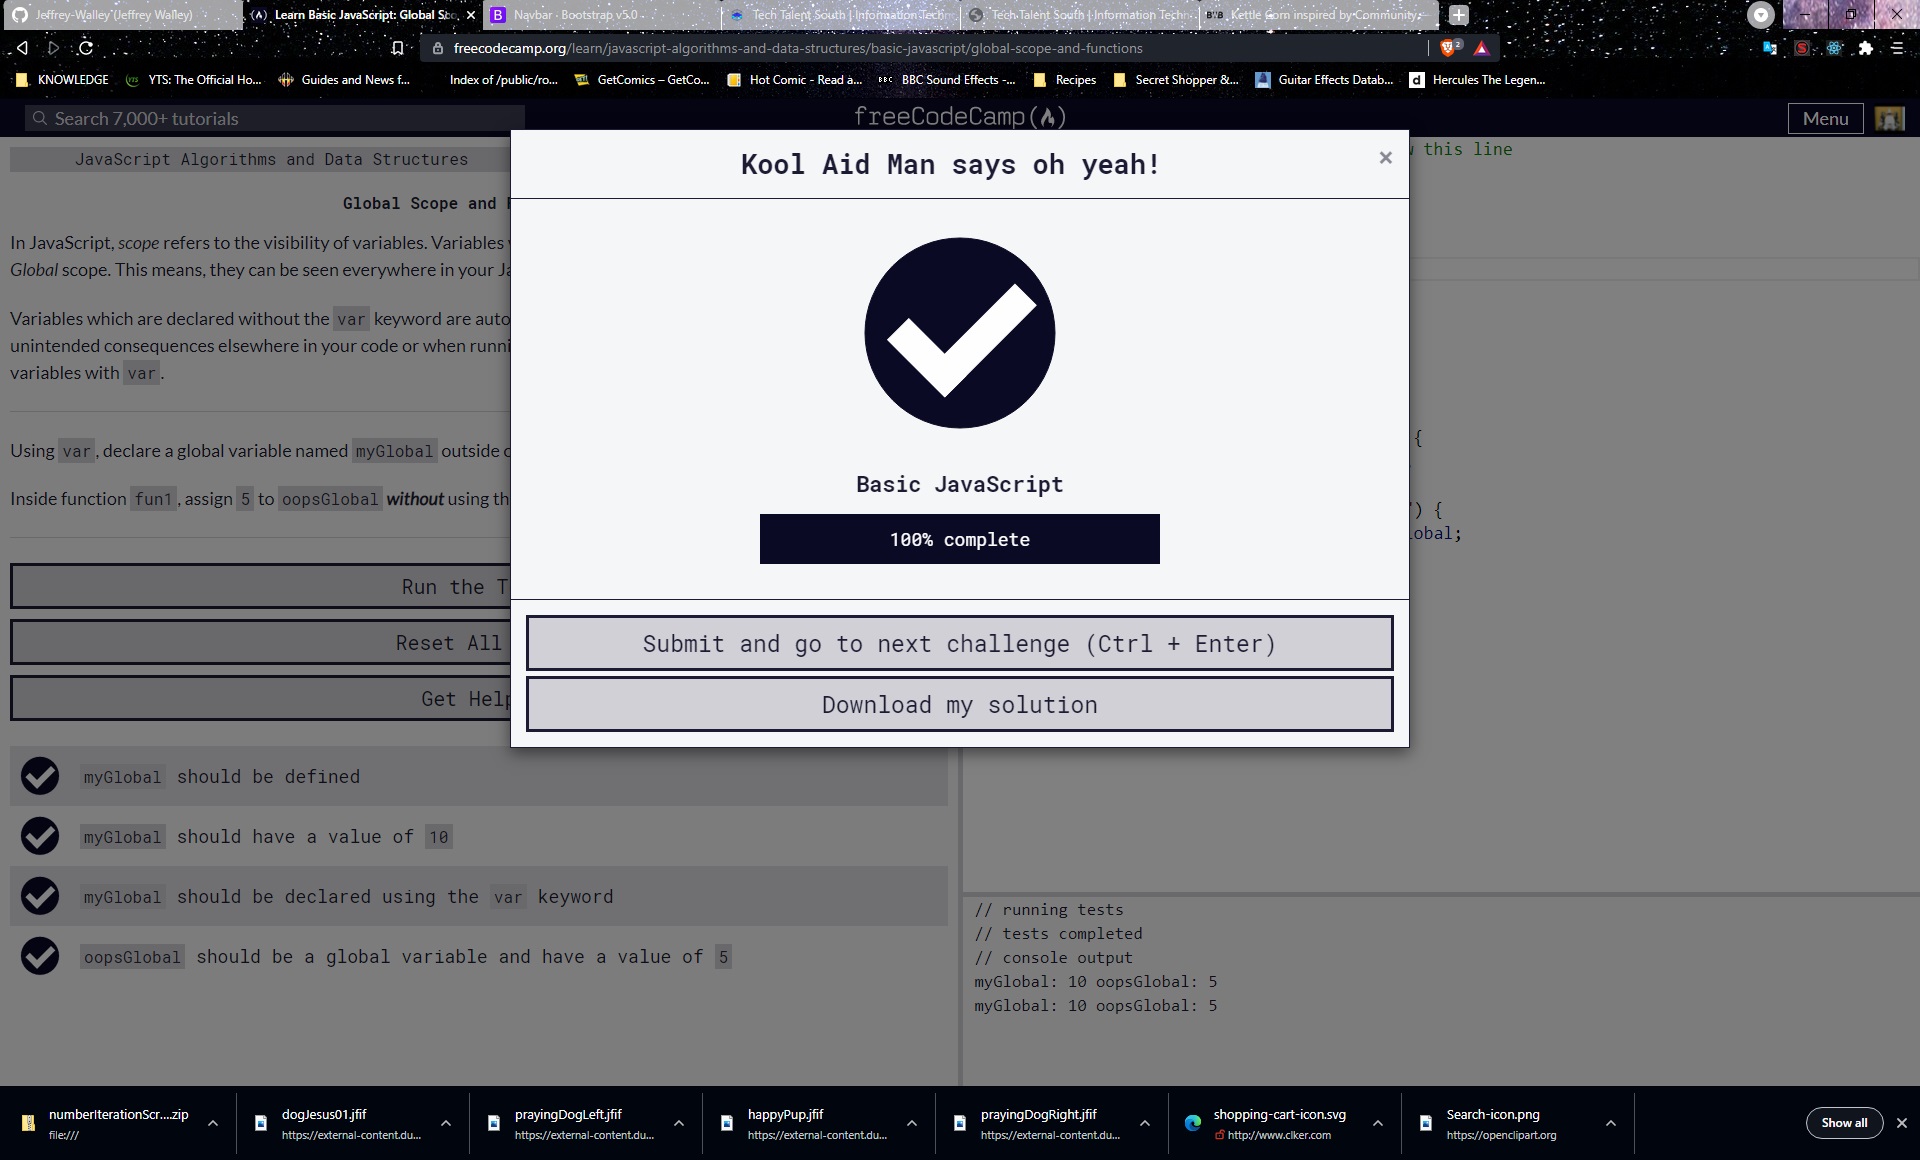 Jeffrey-Walley (Jeffrey Walley)
Learn Basic JavaScript: Global Sco
Navbar · Bootstrap v5.0
Tech Talent South | Information Techn
Tech Talent South | Information Techn
Kettle Corn inspired by Community
freecodecamp.org/learn/javascript-algorithms-and-data-structures/basic-javascript/global-scope-and-functions
2
KNOWLEDGE
YTS: The Official Ho...
Guides and News f...
Index of /public/ro...
GetComics – GetCo...
Hot Comic - Read a...
BBC
BBC Sound Effects -...
Recipes
Secret Shopper &...
Guitar Effects Datab...
d
Hercules The Legen...
Search 7,000+ tutorials
freeCodeCamp
Menu
JavaScript Algorithms and Data Structures
Global Scope and
In JavaScript, scope refers to the visibility of variables. Variables
Global scope. This means, they can be seen everywhere in your Ja
Variables which are declared without the var keyword are auto
unintended consequences elsewhere in your code or when runni
variables with var.
Using var, declare a global variable named myGlobal outside o
Inside function fun1, assign 5 to oopsGlobal without using th
Run the T
Reset All
Get Help
myGlobal should be defined
myGlobal should have a value of 10
myGlobal should be declared using the var keyword
oopsGlobal should be a global variable and have a value of 5
Kool Aid Man says oh yeah!
×
Basic JavaScript
100% complete
Submit and go to next challenge (Ctrl + Enter)
Download my solution
w this line
{
') {
lobal;
// running tests
// tests completed
// console output
myGlobal: 10 oopsGlobal: 5
myGlobal: 10 oopsGlobal: 5
numberIterationScr....zip
file:///
dogJesus01.jfif
https://external-content.du...
prayingDogLeft.jfif
https://external-content.du...
happyPup.jfif
https://external-content.du...
prayingDogRight.jfif
https://external-content.du...
shopping-cart-icon.svg
http://www.clker.com
Search-icon.png
https://openclipart.org
Show all